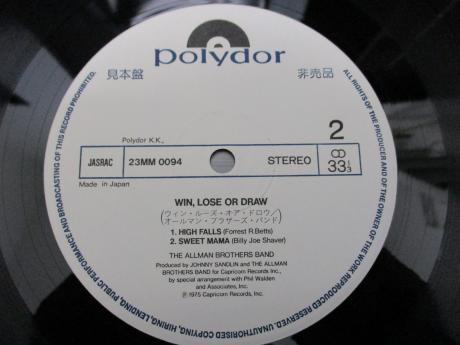 polydor
見本盤
非売品
Polydor K.K.,
2
JASRAC 23MM 0094
STEREO
33 1/3
Made in Japan
WIN, LOSE OR DRAW
(ウィン・ルーズ・オア・ドロウ/
オールマン・ブラザーズ・バンド)
1. HIGH FALLS (Forrest R.Betts)
2. SWEET MAMA (Billy Joe Shaver)
THE ALLMAN BROTHERS BAND
Produced by JOHNNY SANDLIN and THE ALLMAN
BROTHERS BAND for Capricorn Records Inc.,
by special arrangement with Phil Walden
and Associates, Inc.
Ⓟ1975 Capricorn Records, Inc.
ALL RIGHTS OF THE PRODUCER AND OF THE OWNER OF THE WORK REPRODUCED RESERVED. UNAUTHORISED COPYING, HIRING, LENDING, PUBLIC PERFORMANCE AND BROADCASTING OF THIS RECORD PROHIBITED.